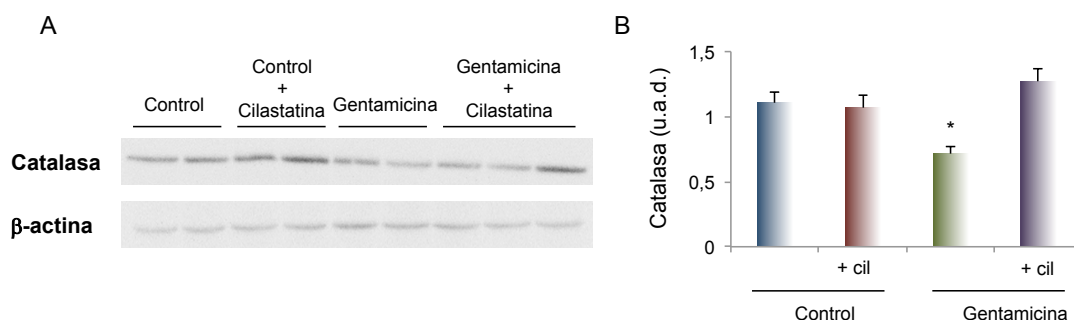 A
Control
Control
+
Cilastatina
Gentamicina
Gentamicina
+
Cilastatina
Catalasa
β-actina
B
Catalasa (u.a.d.)
1,5
1
0,5
0
*
+ cil
+ cil
Control
Gentamicina